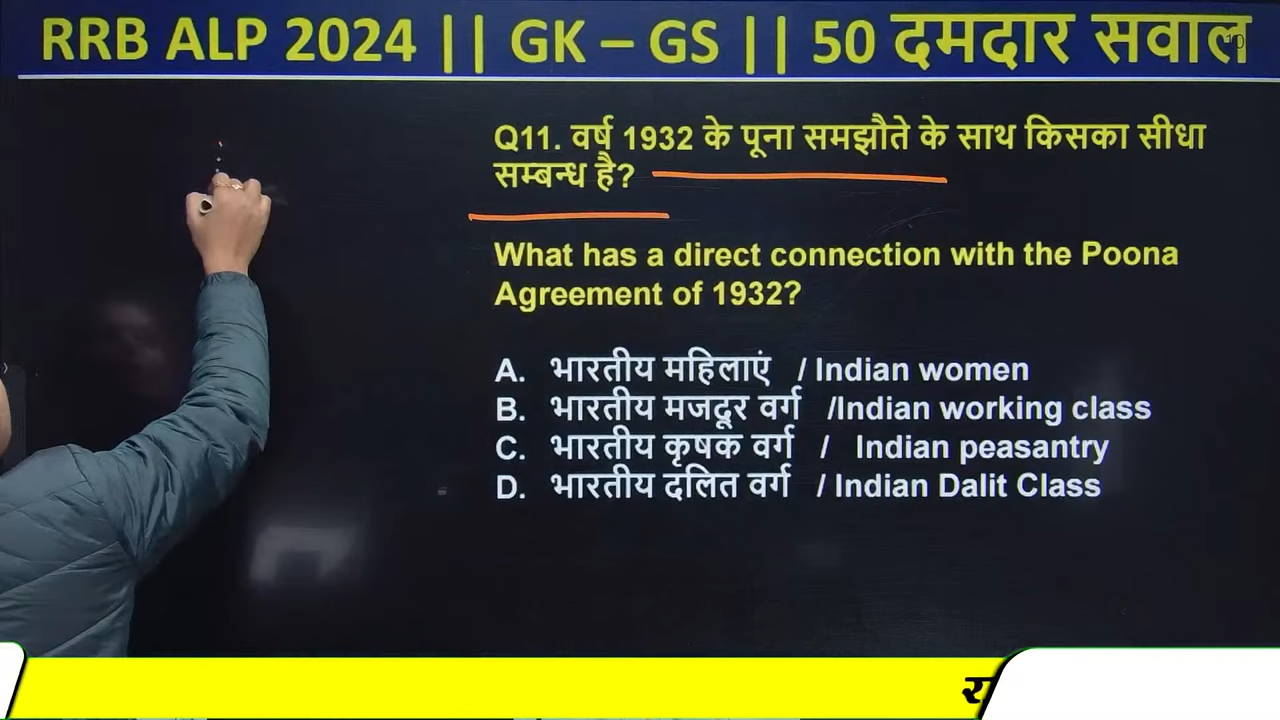 RRB ALP 2024 || GK – GS || 50 दमदार सवाल
10
Q11. वर्ष 1932 के पूना समझौते के साथ किसका सीधा
सम्बन्ध है?
What has a direct connection with the Poona
Agreement of 1932?
A. भारतीय महिलाएं / Indian women
B. भारतीय मजदूर वर्ग /Indian working class
C. भारतीय कृषक वर्ग / Indian peasantry
D. भारतीय दलित वर्ग / Indian Dalit Class